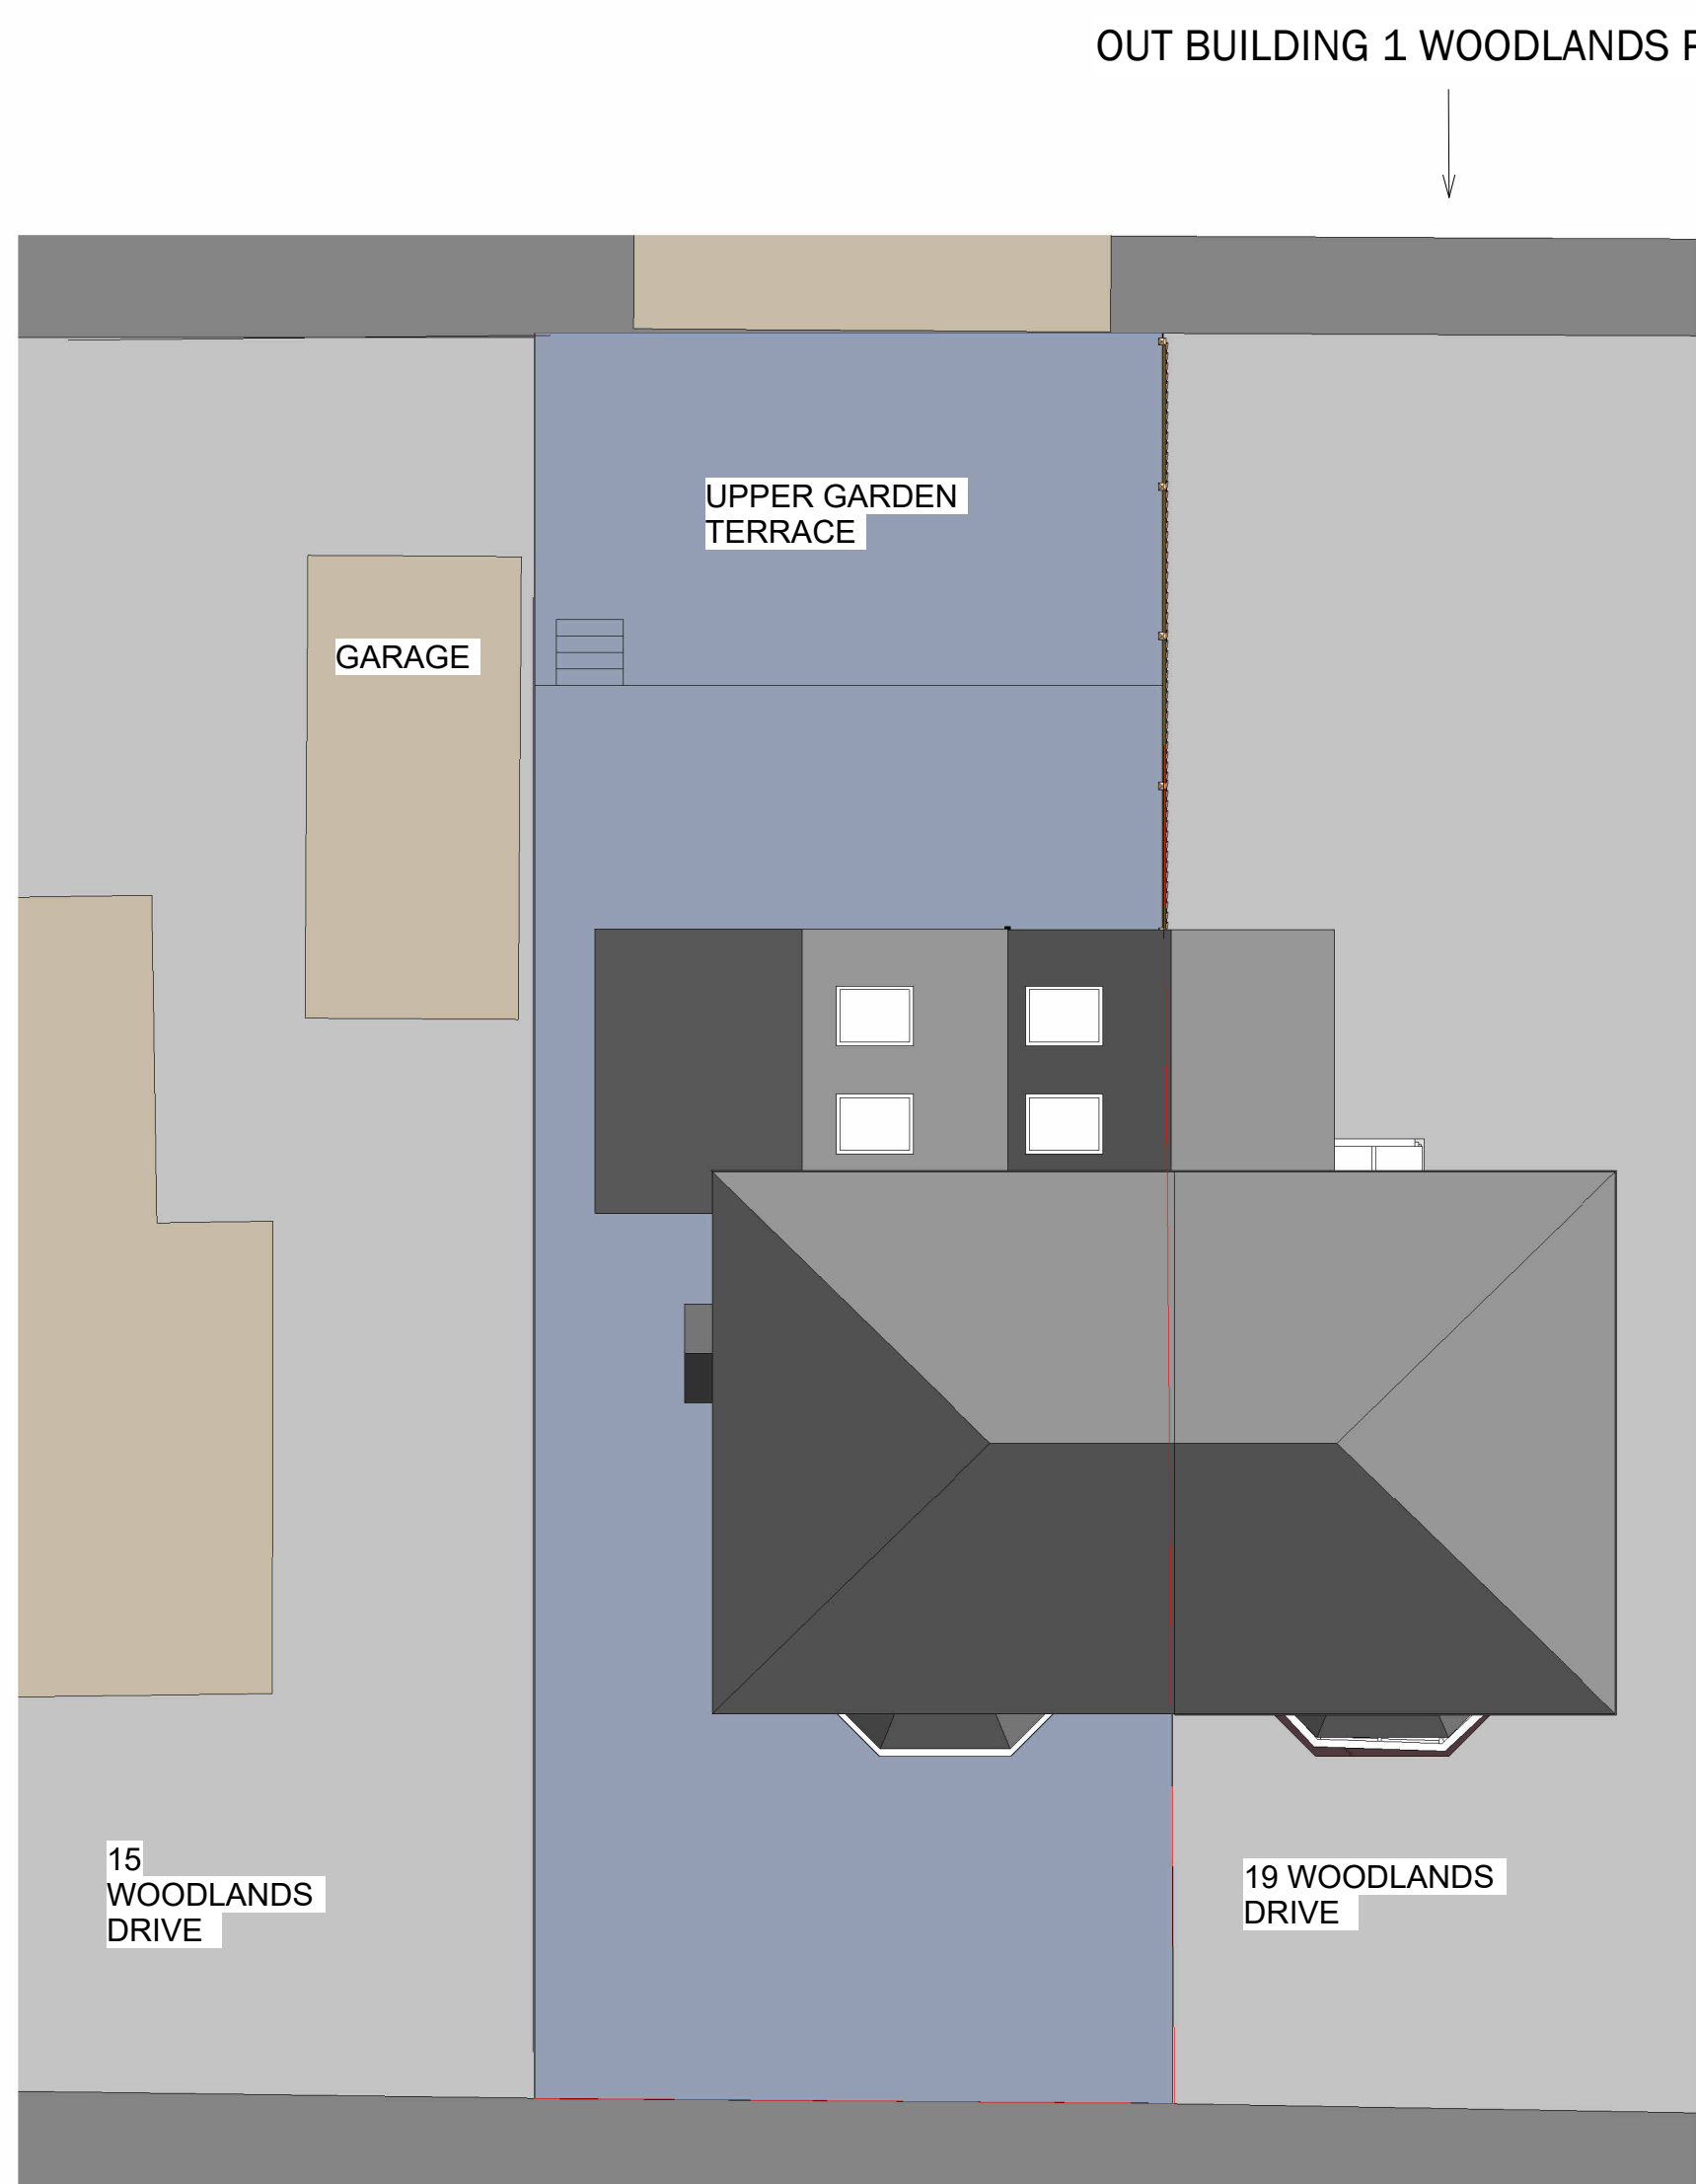 OUT BUILDING 1 WOODLANDS
UPPER GARDEN
TERRACE
GARAGE
15
WOODLANDS
DRIVE
19 WOODLANDS
DRIVE